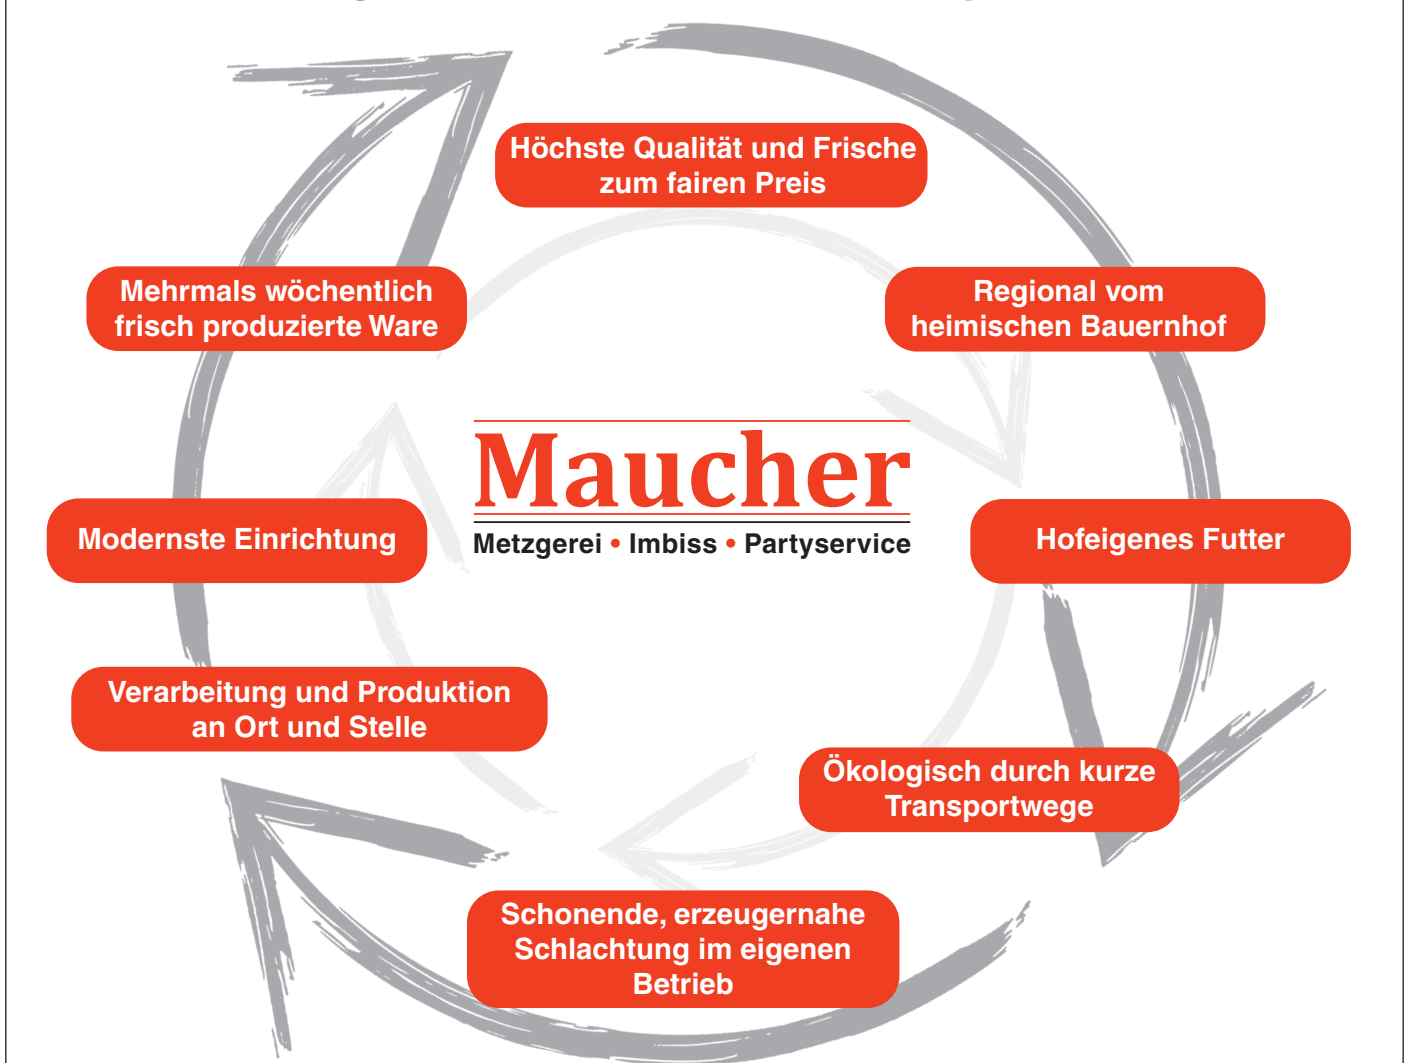 Höchste Qualität und Frische
zum fairen Preis
Mehrmals wöchentlich
frisch produzierte Ware
Regional vom
heimischen Bauernhof
Maucher
Metzgerei • Imbiss • Partyservice
Modernste Einrichtung
Hofeigenes Futter
Verarbeitung und Produktion
an Ort und Stelle
Ökologisch durch kurze
Transportwege
Schonende, erzeugernahe
Schlachtung im eigenen
Betrieb